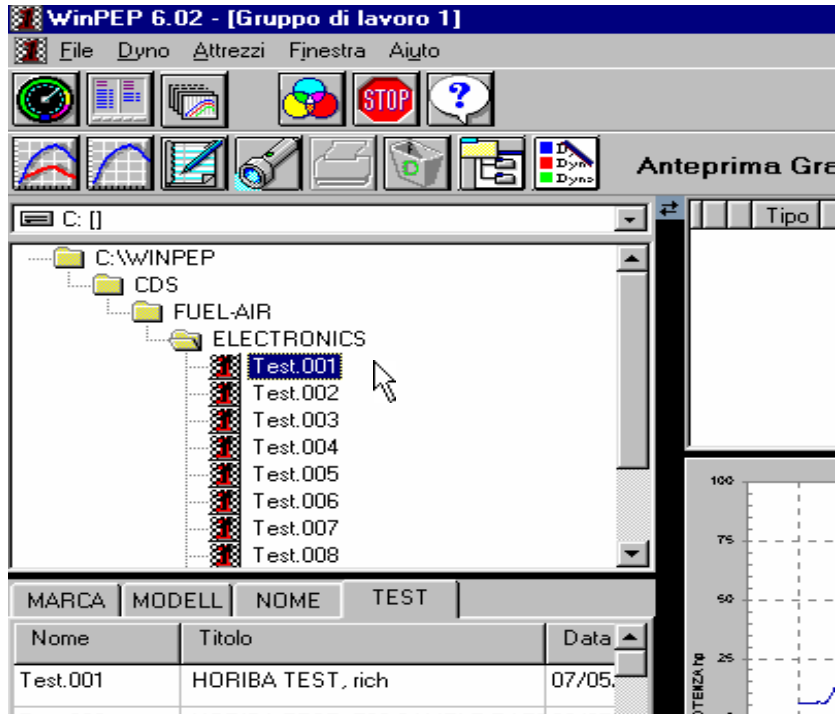 WinPEP 6.02 - [Gruppo di lavoro 1]
File Dyno Attrezzi Finestra Aiuto
STOP ?
D Dyno Dyno Anteprima Gra
C: []
Tipo
C:\WINPEP
CDS
FUEL-AIR
ELECTRONICS
Test.001
Test.002
Test.003
Test.004
Test.005
Test.006
Test.007
Test.008
100
75
50
25
OTENZA hp
MARCA MODELL NOME TEST
Nome Titolo Data
Test.001 HORIBA TEST, rich 07/05